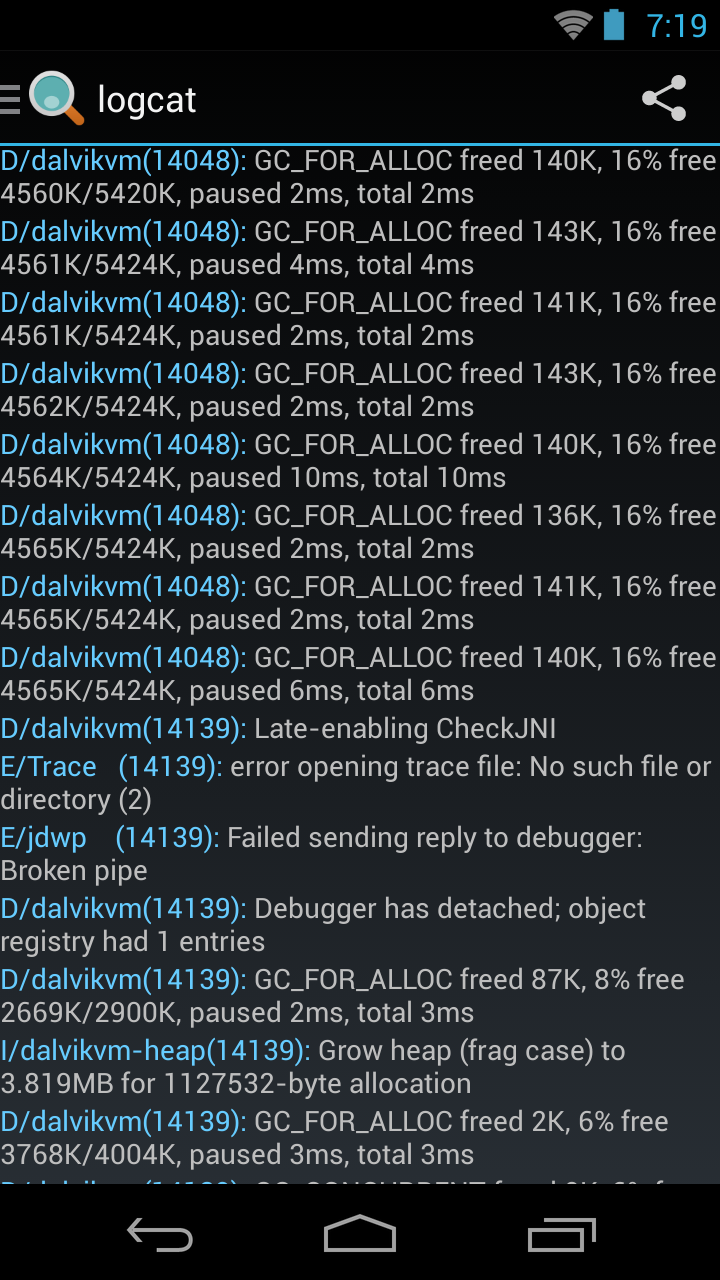 7:19
logcat
D/dalvikvm(14048): GC_FOR_ALLOC freed 140K, 16% free
4560K/5420K, paused 2ms, total 2ms
D/dalvikvm(14048): GC_FOR_ALLOC freed 143K, 16% free
4561K/5424K, paused 4ms, total 4ms
D/dalvikvm(14048): GC_FOR_ALLOC freed 141K, 16% free
4561K/5424K, paused 2ms, total 2ms
D/dalvikvm(14048): GC_FOR_ALLOC freed 143K, 16% free
4562K/5424K, paused 2ms, total 2ms
D/dalvikvm(14048): GC_FOR_ALLOC freed 140K, 16% free
4564K/5424K, paused 10ms, total 10ms
D/dalvikvm(14048): GC_FOR_ALLOC freed 136K, 16% free
4565K/5424K, paused 2ms, total 2ms
D/dalvikvm(14048): GC_FOR_ALLOC freed 141K, 16% free
4565K/5424K, paused 2ms, total 2ms
D/dalvikvm(14048): GC_FOR_ALLOC freed 140K, 16% free
4565K/5424K, paused 6ms, total 6ms
D/dalvikvm(14139): Late-enabling CheckJNI
E/Trace   (14139): error opening trace file: No such file or
directory (2)
E/jdwp    (14139): Failed sending reply to debugger:
Broken pipe
D/dalvikvm(14139): Debugger has detached; object
registry had 1 entries
D/dalvikvm(14139): GC_FOR_ALLOC freed 87K, 8% free
2669K/2900K, paused 2ms, total 3ms
I/dalvikvm-heap(14139): Grow heap (frag case) to
3.819MB for 1127532-byte allocation
D/dalvikvm(14139): GC_FOR_ALLOC freed 2K, 6% free
3768K/4004K, paused 3ms, total 3ms